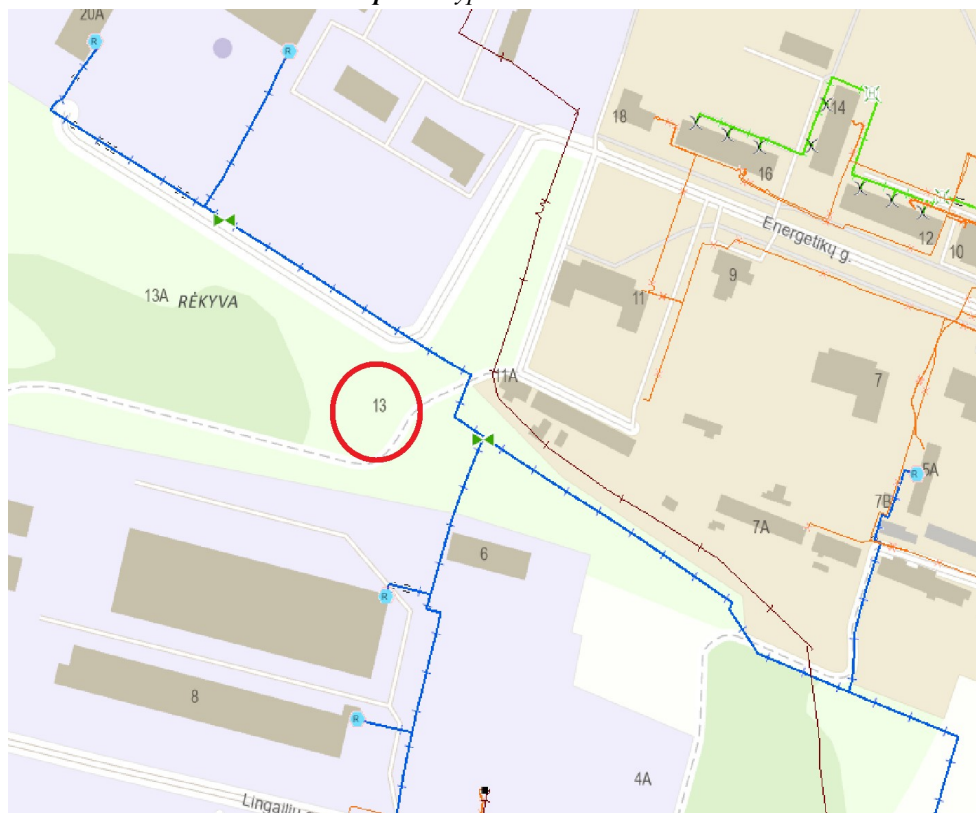 20A
R
R
14
18
16
12
10
Energetikų g.
9
11
13A RĖKYVA
11A
13
7
5A
R
7B
7A
6
R
8
R
4A